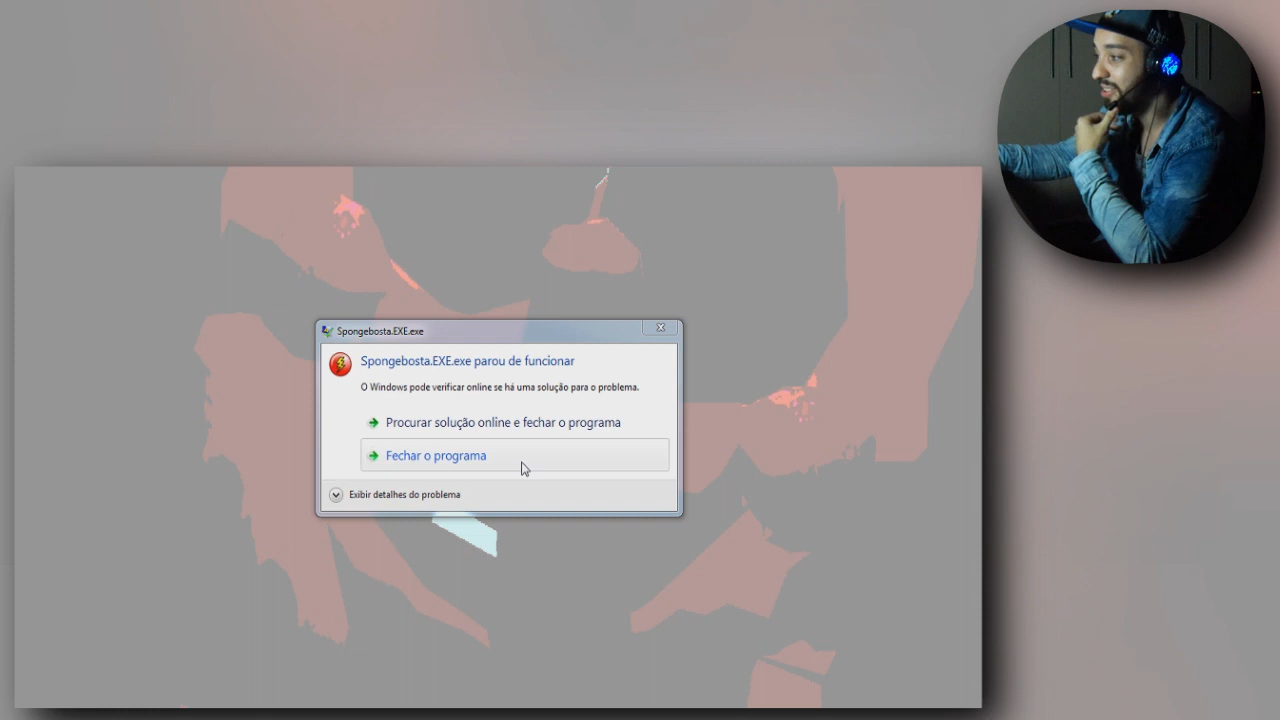 Spongebosta.EXE.exe
Spongebosta.EXE.exe parou de funcionar
O Windows pode verificar online se há uma solução para o problema.
Procurar solução online e fechar o programa
Fechar o programa
Exibir detalhes do problema